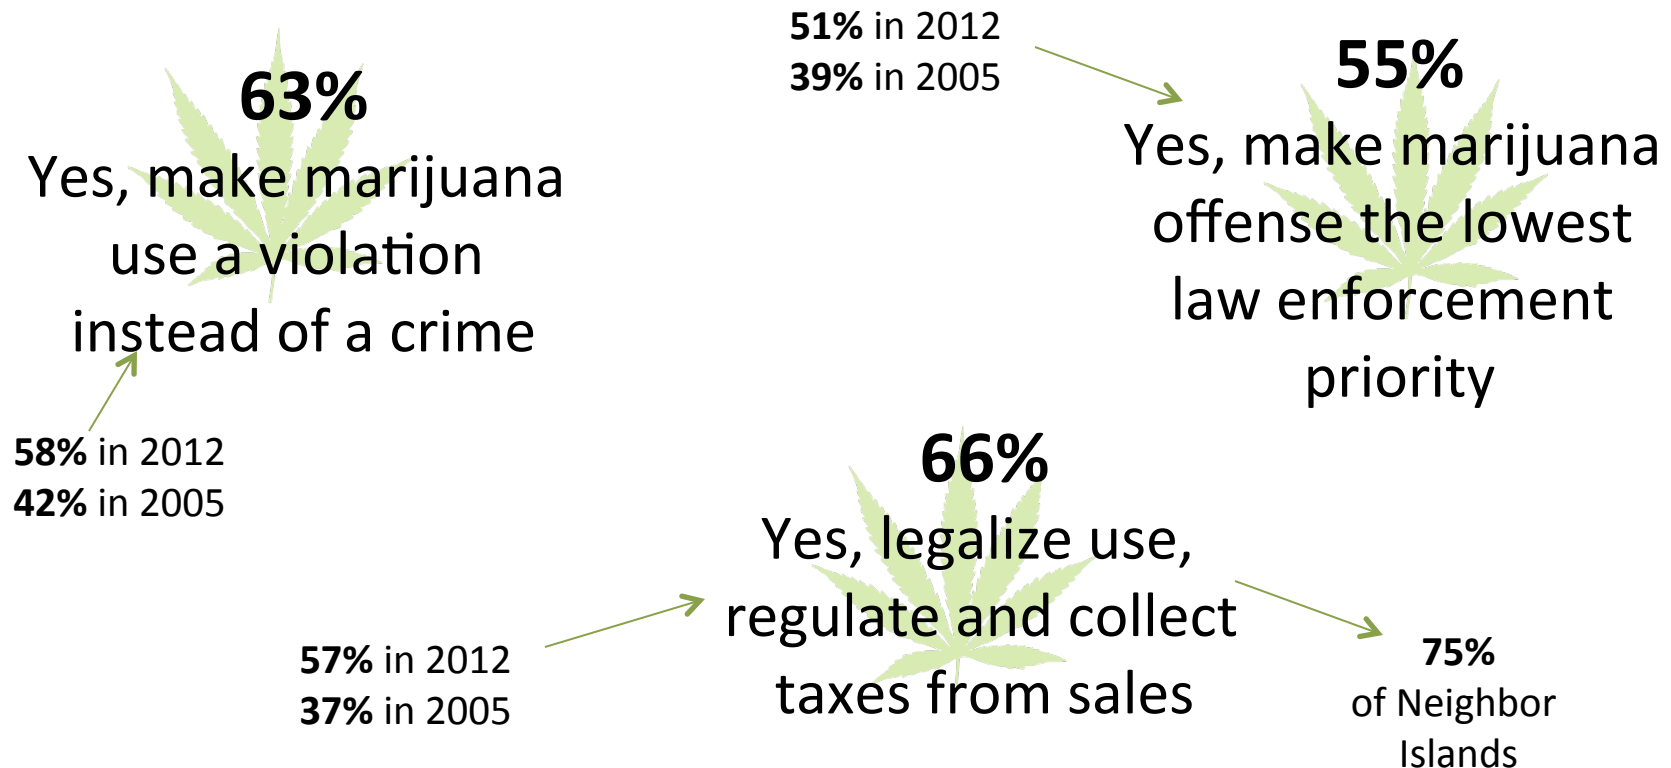 63%
Yes, make marijuana
use a violation
instead of a crime
58% in 2012
42% in 2005
51% in 2012
39% in 2005
55%
Yes, make marijuana
offense the lowest
law enforcement
priority
66%
Yes, legalize use,
regulate and collect
taxes from sales
57% in 2012
37% in 2005
75%
of Neighbor
Islands